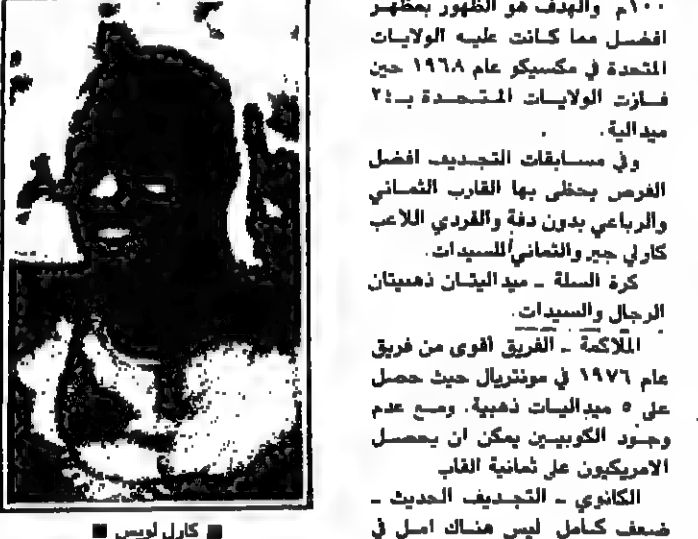 ١٠٠م والهدف هو الظهور بمظهر
افضل مما كانت عليه الولايات
المتحدة في مكسيكو عام ١٩٦٨ حين
فازت الولايات المتحدة بـ٢٤
ميدالية.
وفي مسابقات التجديف افضل
الفرص يحظى بها القارب الثماني
والرباعي بدون دفة والفردي اللاعب
كارلي جير والثماني للسيدات.
كرة السلة ـ ميداليتان ذهبيتان
الرجال والسيدات.
الملاكمة ـ الفريق أقوى من فريق
عام ١٩٧٦ في مونتريال حيث حصل
على ٥ ميداليات ذهبية. ومع عدم
وجود الكوبيين يمكن ان يحصل
الامريكيون على ثمانية القاب
الكانوي ـ التجديف الحديث ـ
ضعف كامل ليس هناك امل في
■ كارل لويس ■